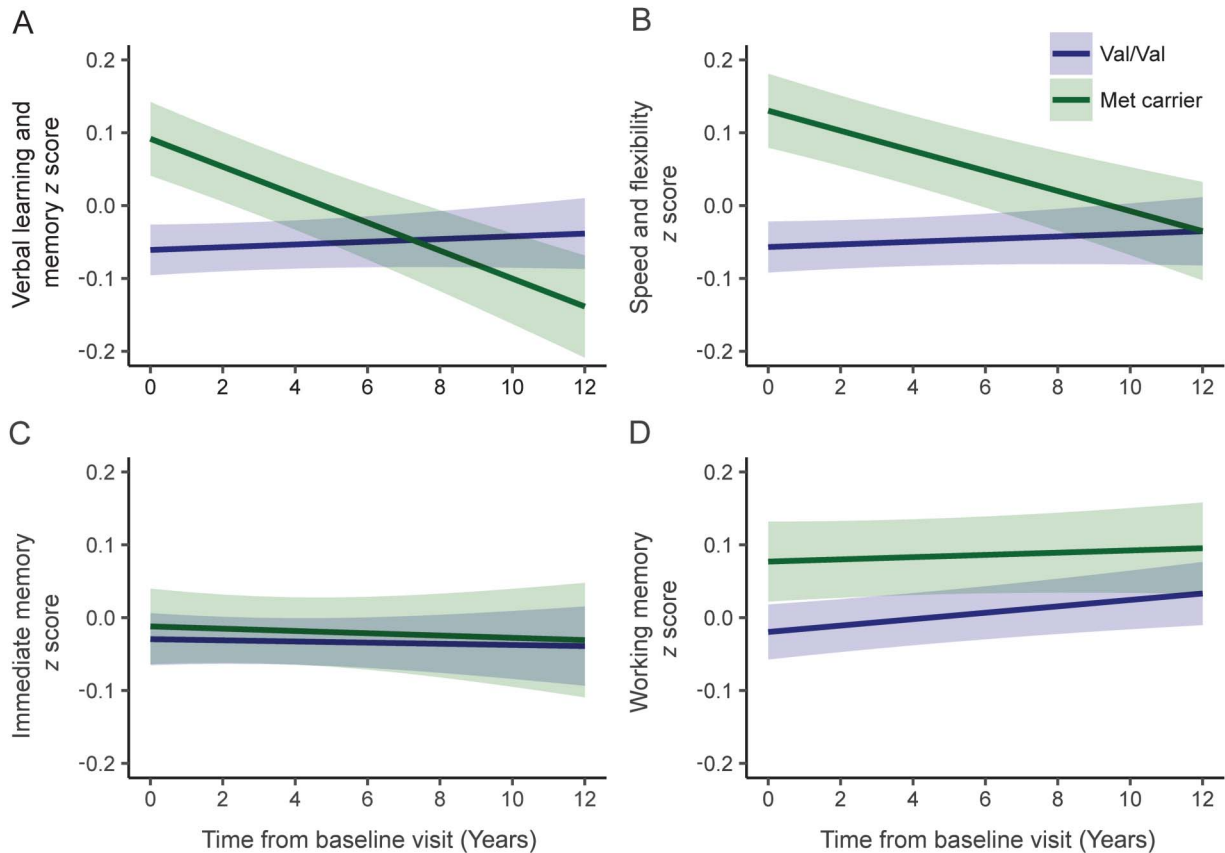 A
Verbal learning and
memory z score
0.2
0.1
0.0
-0.1
-0.2
0 2 4 6 8 10 12
B
Speed and flexibility
z score
0.2
0.1
0.0
-0.1
-0.2
0 2 4 6 8 10 12
Val/Val
Met carrier
C
Immediate memory
z score
0.2
0.1
0.0
-0.1
-0.2
0 2 4 6 8 10 12
Time from baseline visit (Years)
D
Working memory
z score
0.2
0.1
0.0
-0.1
-0.2
0 2 4 6 8 10 12
Time from baseline visit (Years)